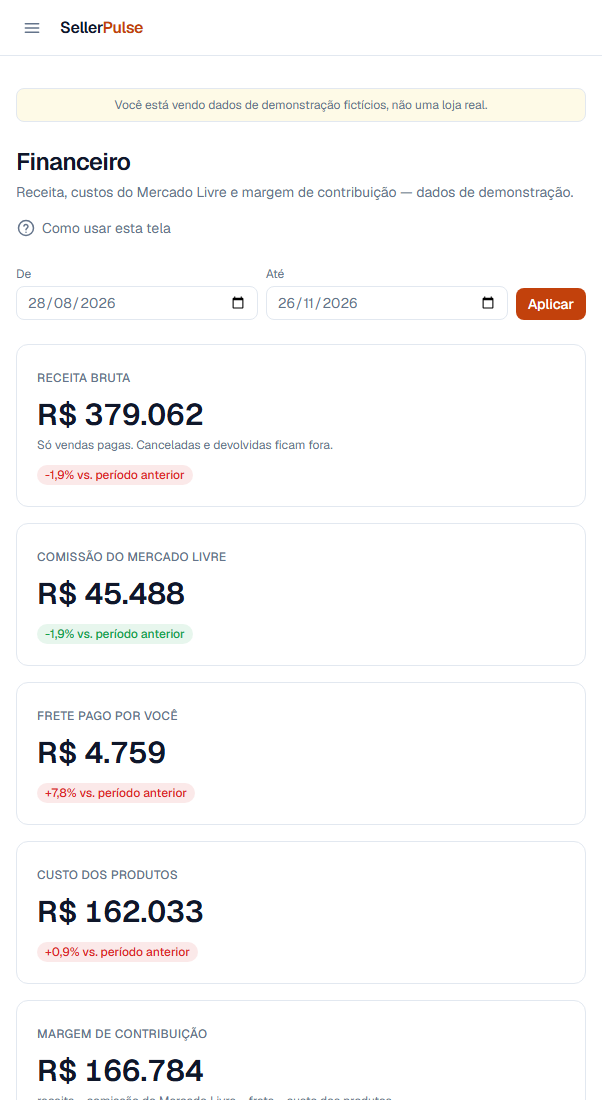 SellerPulse
Você está vendo dados de demonstração fictícios, não uma loja real.
Financeiro
Receita, custos do Mercado Livre e margem de contribuição — dados de demonstração.
Como usar esta tela
De
Até
28/08/2026
26/11/2026
Aplicar
RECEITA BRUTA
R$ 379.062
Só vendas pagas. Canceladas e devolvidas ficam fora.
-1,9% vs. período anterior
COMISSÃO DO MERCADO LIVRE
R$ 45.488
-1,9% vs. período anterior
FRETE PAGO POR VOCÊ
R$ 4.759
+7,8% vs. período anterior
CUSTO DOS PRODUTOS
R$ 162.033
+0,9% vs. período anterior
MARGEM DE CONTRIBUIÇÃO
R$ 166.784